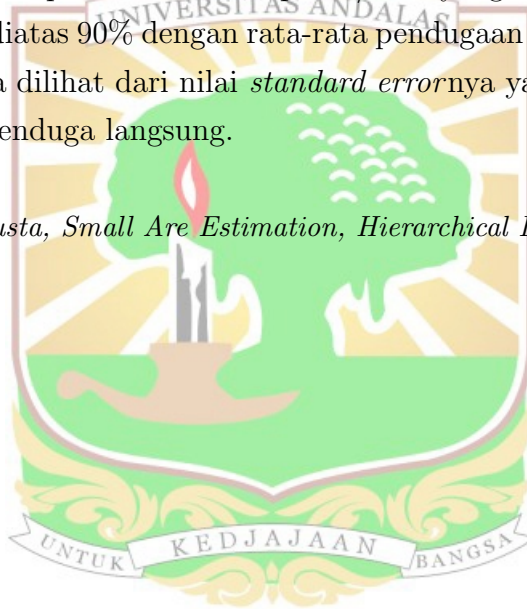 UNIVERSITAS ANDALAS
diatas 90% dengan rata-rata pendugaan
dilihat dari nilai standard errornya
enduga langsung.
usta, Small Are Estimation, Hierarchical
UNTUK KEDJAJAAN BANGSA